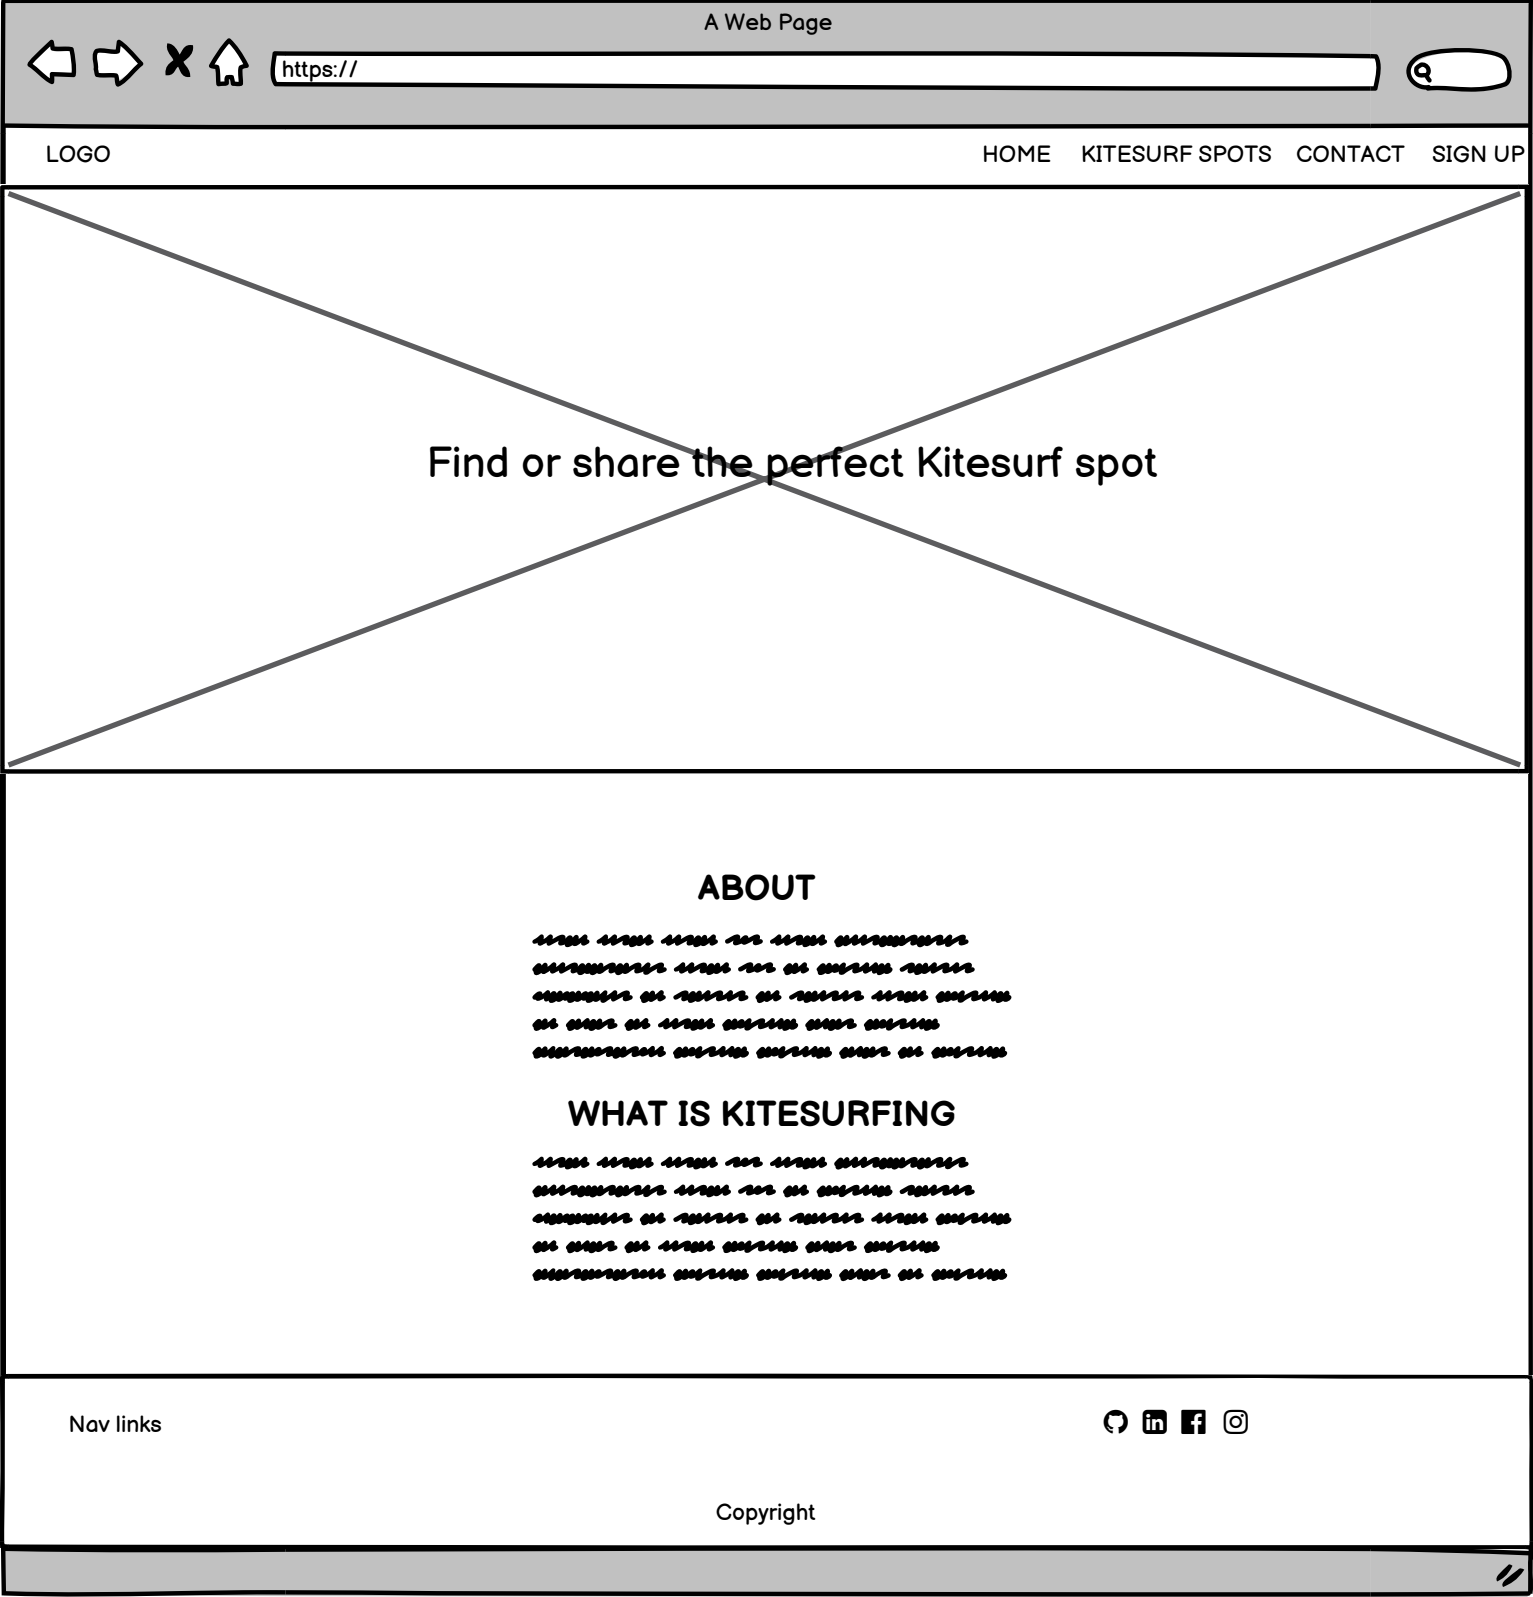 A Web Page
https://
LOGO HOME KITESURF SPOTS CONTACT SIGN UP
Find or share the perfect Kitesurf spot
ABOUT
WHAT IS KITESURFING
Nav links
Copyright